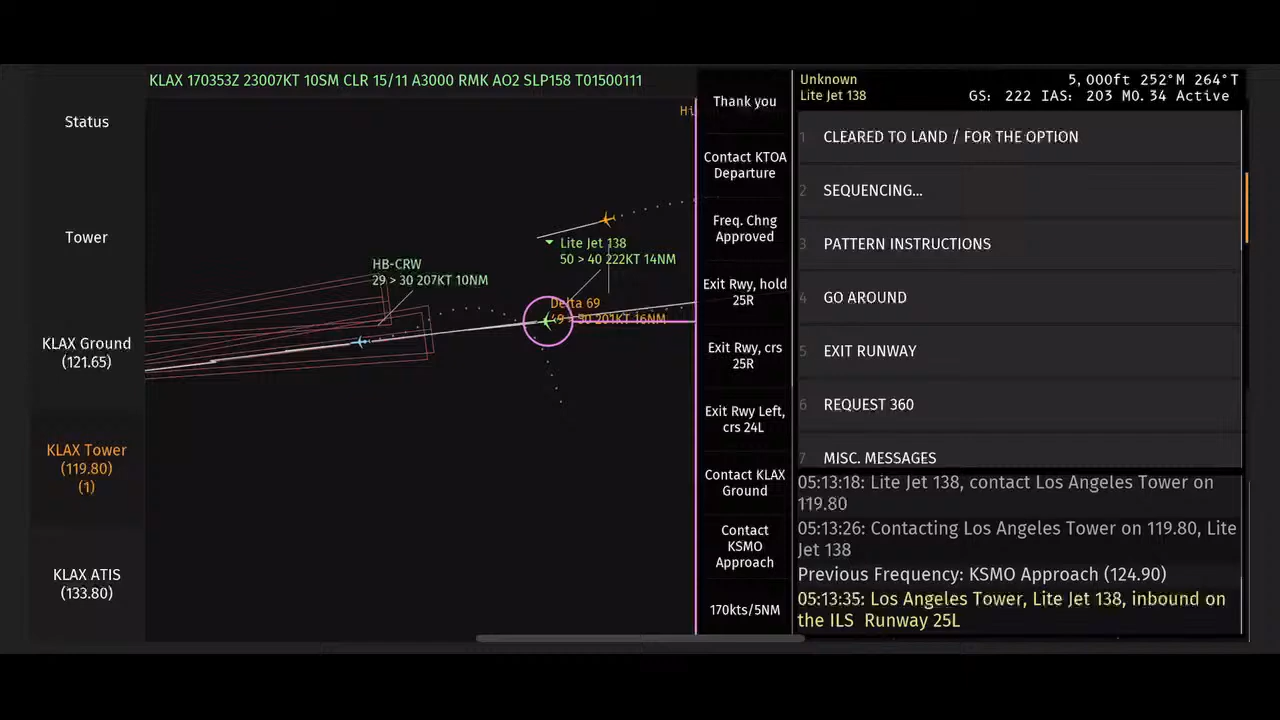 KLAX 170353Z 23007KT 10SM CLR 15/11 A3000 RMK AO2 SLP158 T01500111
Status
Tower
KLAX Ground
(121.65)
KLAX Tower
(119.80)
(1)
KLAX ATIS
(133.80)
Hi
Lite Jet 138
50 > 40 222KT 14NM
HB-CRW
29 > 30 207KT 10NM
Delta 69
50 201KT 16NM
Thank you
Contact KTOA
Departure
Freq. Chng
Approved
Exit Rwy, hold
25R
Exit Rwy, crs
25R
Exit Rwy Left,
crs 24L
Contact KLAX
Ground
Contact
KSMO
Approach
170kts/5NM
Unknown
Lite Jet 138
5,000ft 252°M 264°T
GS: 222 IAS: 203 M0.34 Active
1 CLEARED TO LAND / FOR THE OPTION
2 SEQUENCING...
3 PATTERN INSTRUCTIONS
4 GO AROUND
5 EXIT RUNWAY
6 REQUEST 360
7 MISC. MESSAGES
05:13:18: Lite Jet 138, contact Los Angeles Tower on
119.80
05:13:26: Contacting Los Angeles Tower on 119.80, Lite
Jet 138
Previous Frequency: KSMO Approach (124.90)
05:13:35: Los Angeles Tower, Lite Jet 138, inbound on
the ILS Runway 25L